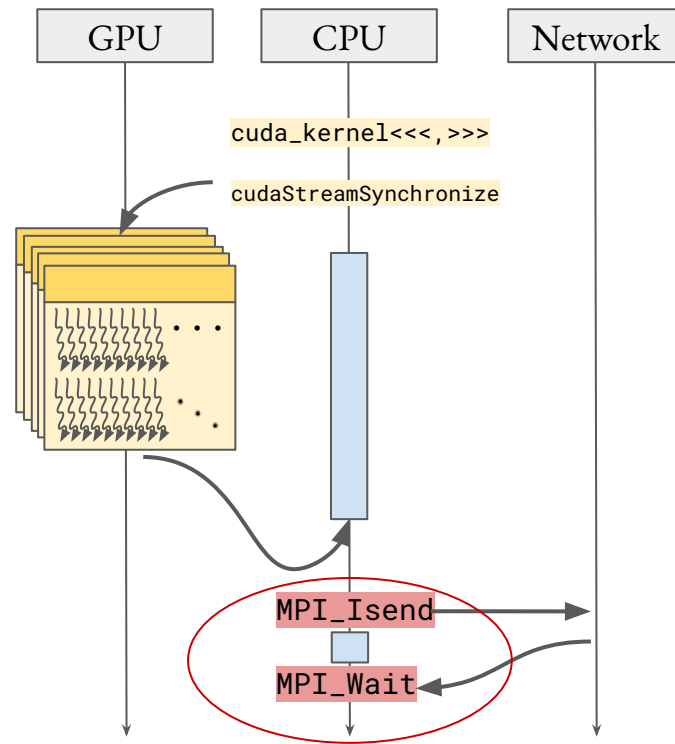 GPU
CPU
Network
cuda_kernel<<<,>>>
cudaStreamSynchronize
MPI_Isend
MPI_Wait